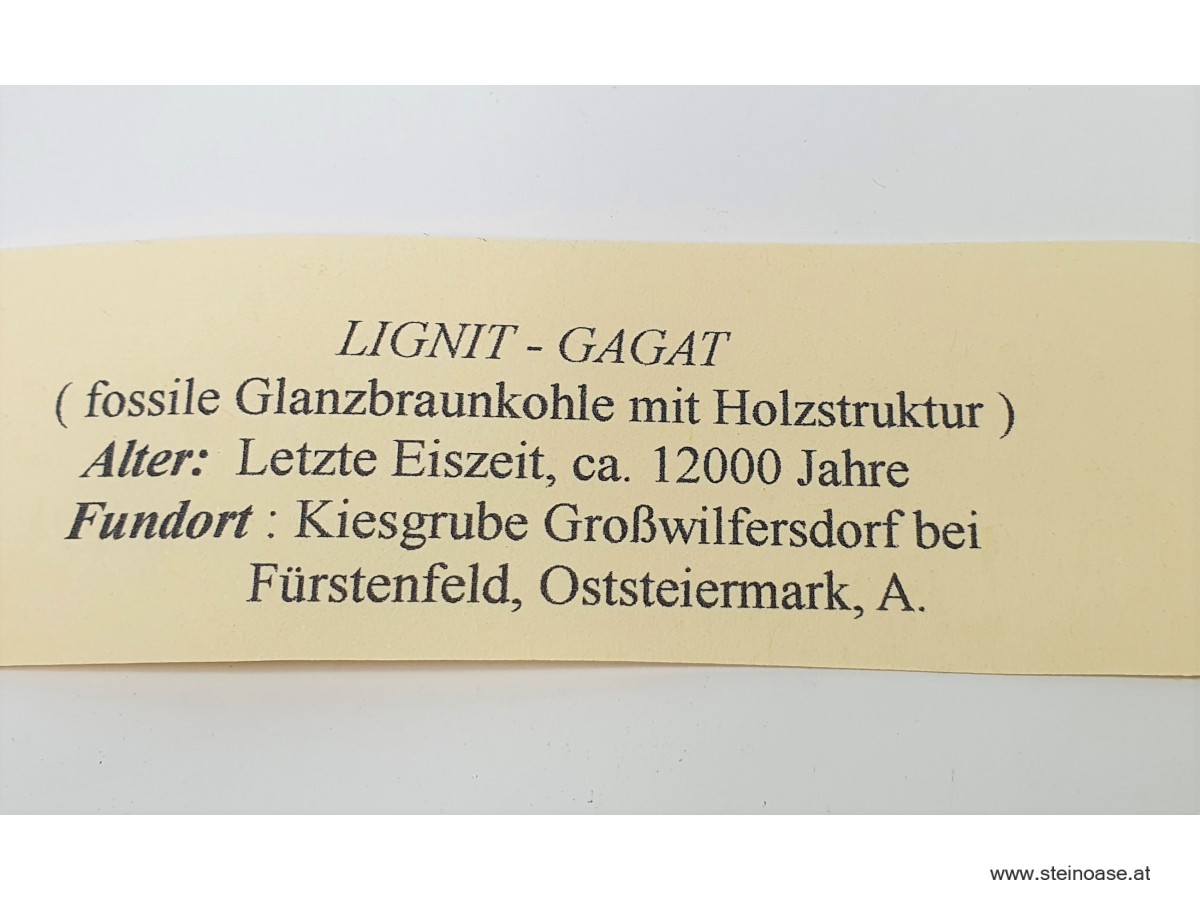 LIGNIT - GAGAT
( fossile Glanzbraunkohle mit Holzstruktur )
Alter: Letzte Eiszeit, ca. 12000 Jahre
Fundort : Kiesgrube Großwilfersdorf bei
Fürstenfeld, Oststeiermark, A.
www.steinoase.at